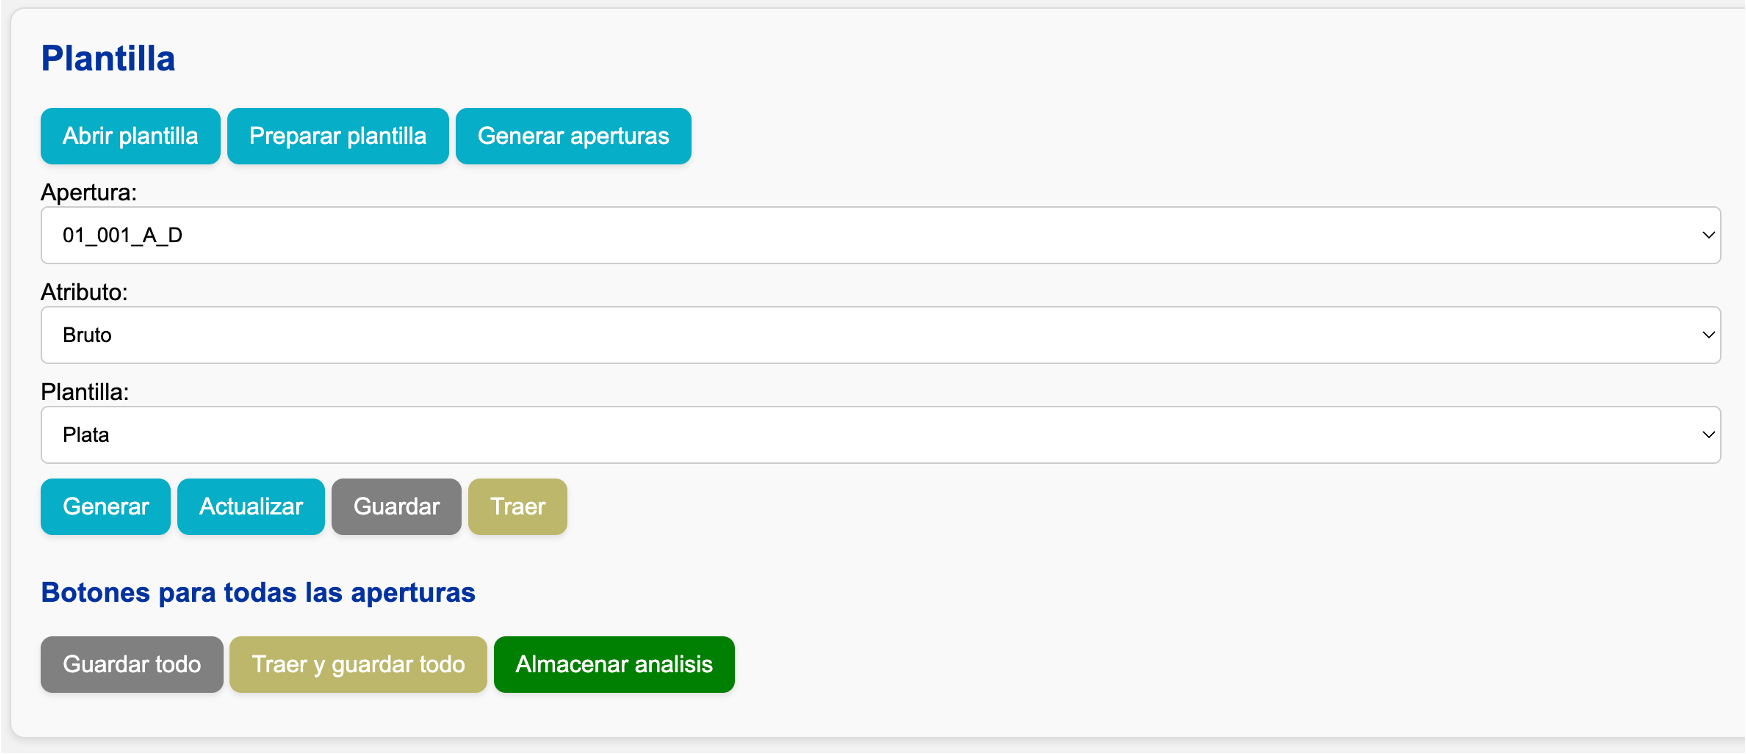 Plantilla
Abrir plantilla Preparar plantilla Generar aperturas
Apertura:
01_001_A_D
Atributo:
Bruto
Plantilla:
Plata
Generar Actualizar Guardar Traer
Botones para todas las aperturas
Guardar todo Traer y guardar todo Almacenar analisis